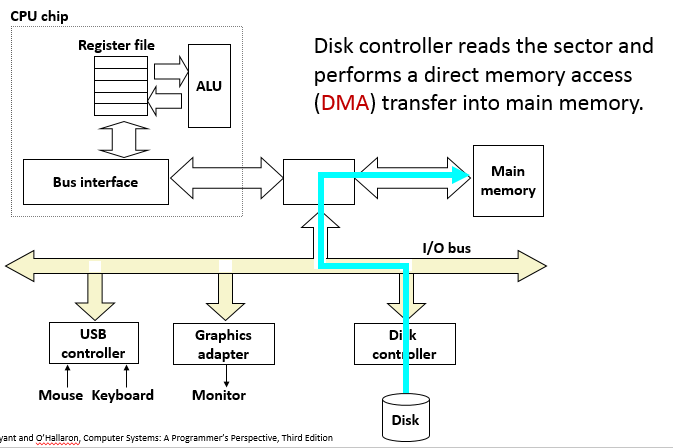 CPU chip
Register file
ALU
Disk controller reads the sector and
performs a direct memory access
(DMA) transfer into main memory.
Bus interface
Main
memory
I/O bus
USB
controller
Graphics
adapter
Disk
controller
Mouse Keyboard
Monitor
Disk
and O'Hallaron, Computer Systems: A Programmer's Perspective, Third Edition